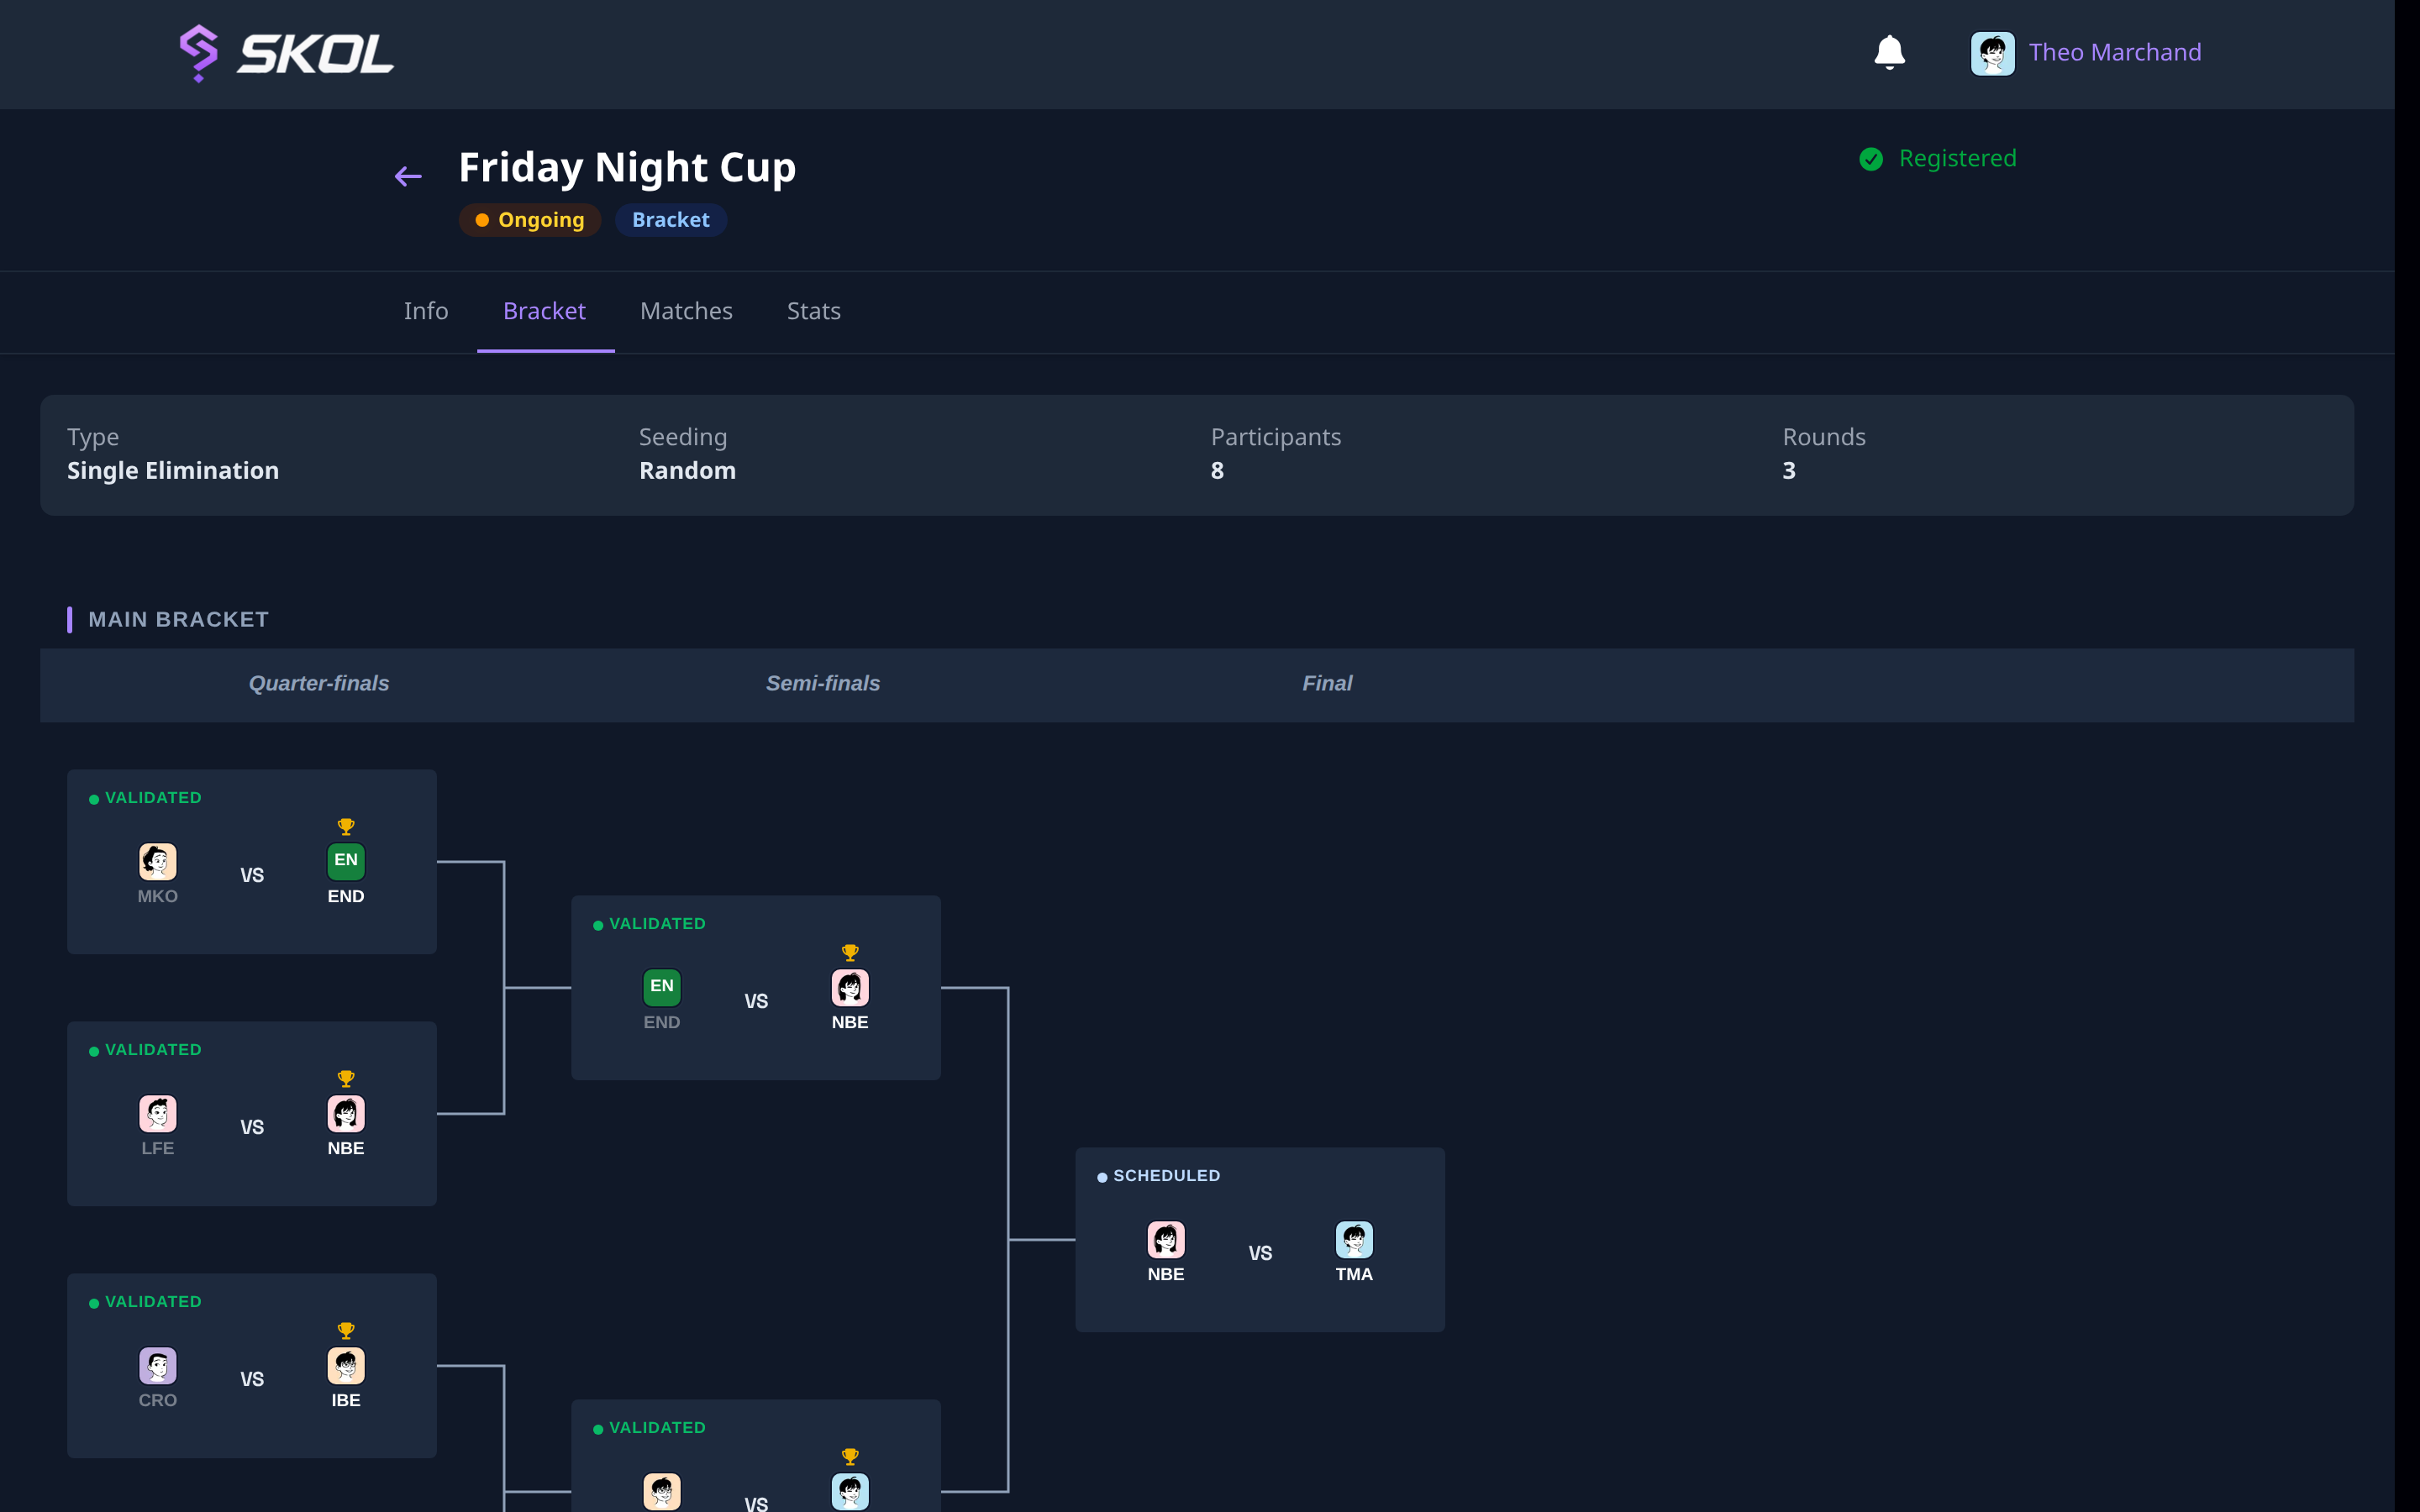 SKOL
Theo Marchand
Friday Night Cup
Registered
Ongoing
Bracket
Info
Bracket
Matches
Stats
Type
Single Elimination
Seeding
Random
Participants
8
Rounds
3
MAIN BRACKET
Quarter-finals
Semi-finals
Final
VALIDATED
EN
VS
MKO
END
VALIDATED
EN
VS
END
NBE
VALIDATED
VS
LFE
NBE
SCHEDULED
VS
NBE
TMA
VALIDATED
VS
CRO
IBE
VALIDATED
VS